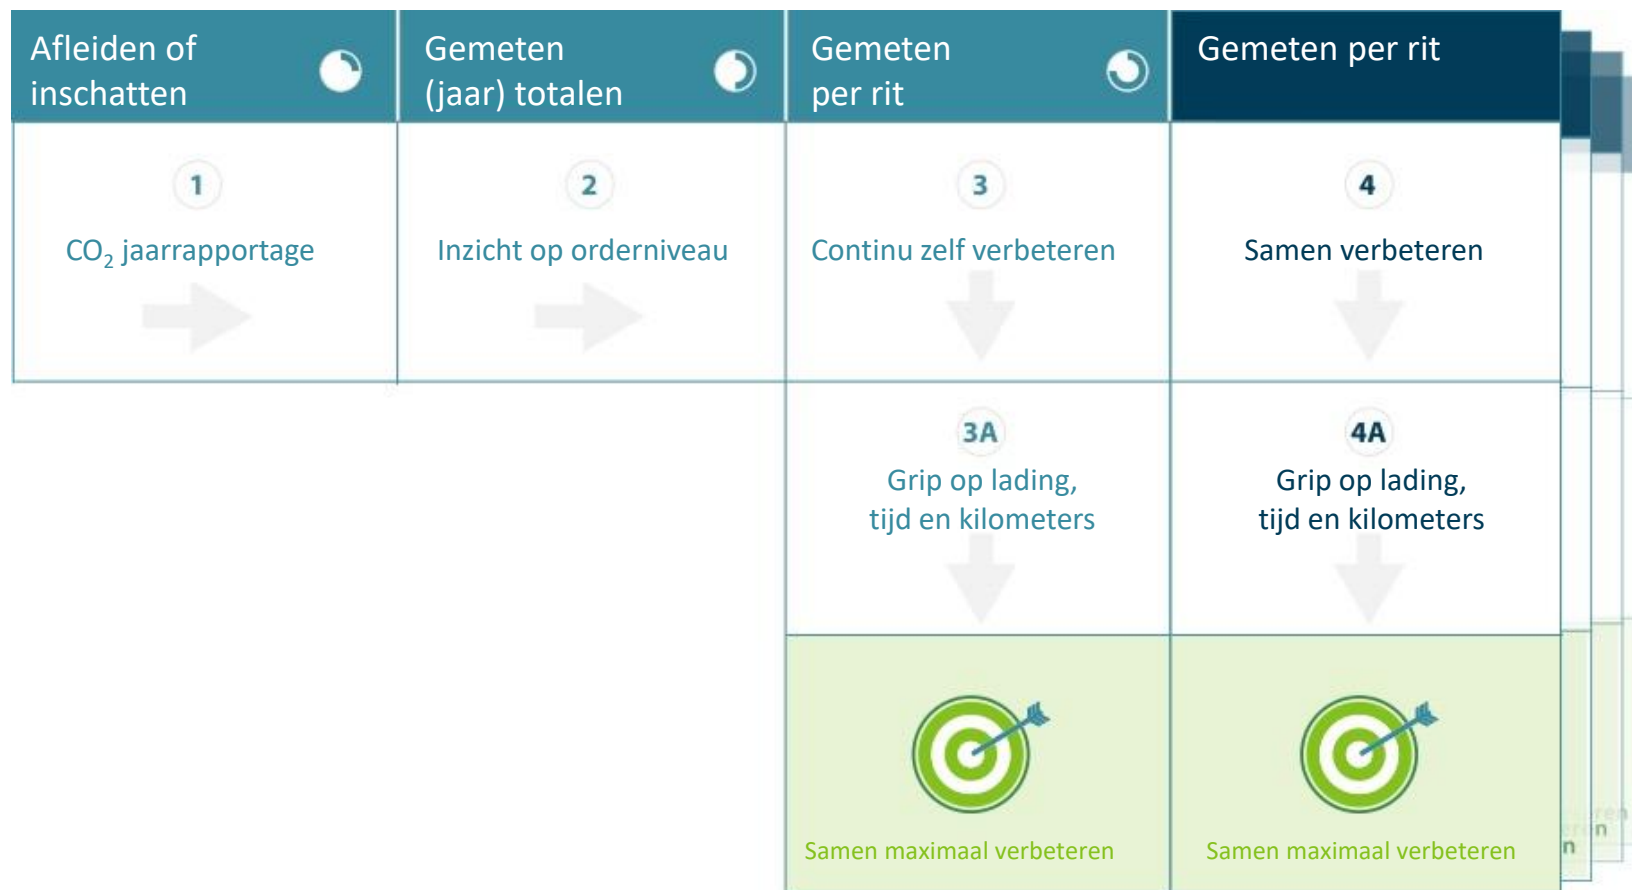 Afleiden of
inschatten
Gemeten
(jaar) totalen
Gemeten
per rit
Gemeten per rit
1
CO₂ jaarrapportage
2
Inzicht op orderniveau
3
Continu zelf verbeteren
4
Samen verbeteren
3A
Grip op lading,
tijd en kilometers
4A
Grip op lading,
tijd en kilometers
Samen maximaal verbeteren
Samen maximaal verbeteren